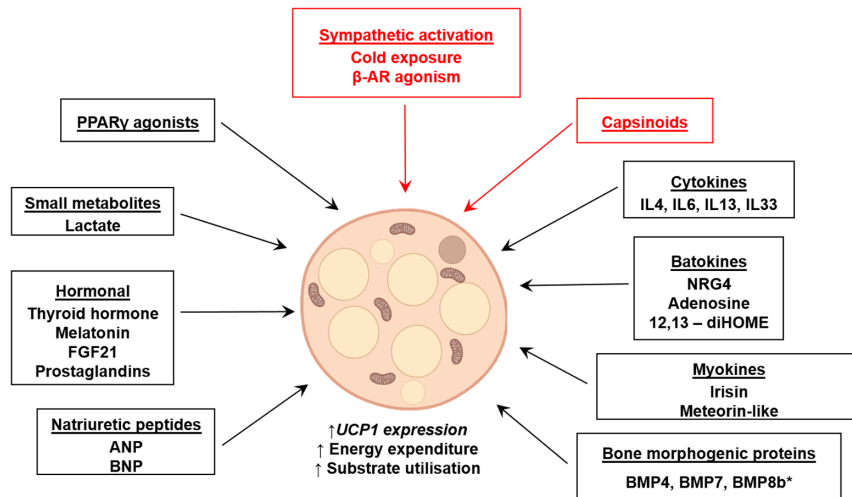 Sympathetic activation
Cold exposure
β-AR agonism
PPARγ agonists
Capsinoids
Small metabolites
Lactate
Cytokines
IL4, IL6, IL13, IL33
Hormonal
Thyroid hormone
Melatonin
FGF21
Prostaglandins
Batokines
NRG4
Adenosine
12,13 – diHOME
Myokines
Irisin
Meteorin-like
Natriuretic peptides
ANP
BNP
↑UCP1 expression
↑ Energy expenditure
↑ Substrate utilisation
Bone morphogenic proteins
BMP4, BMP7, BMP8b*